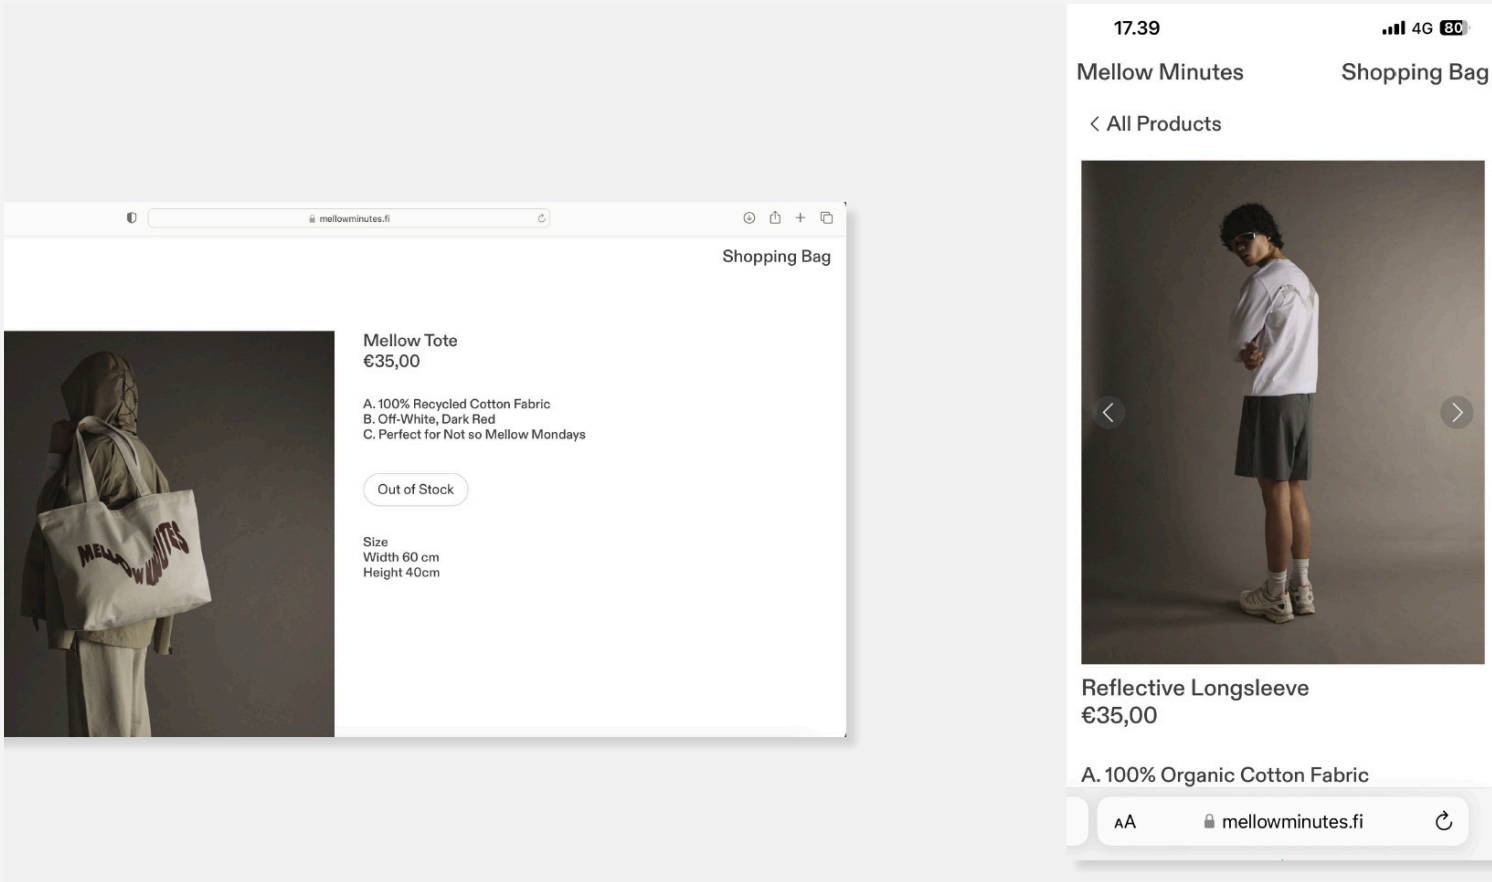 mellowminutes.fi
Shopping Bag
Mellow Tote
€35,00
A. 100% Recycled Cotton Fabric
B. Off-White, Dark Red
C. Perfect for Not so Mellow Mondays
Out of Stock
Size
Width 60 cm
Height 40cm
MELLOW MINUTES
17.39
4G 80
Mellow Minutes
Shopping Bag
< All Products
Reflective Longsleeve
€35,00
A. 100% Organic Cotton Fabric
AA mellowminutes.fi